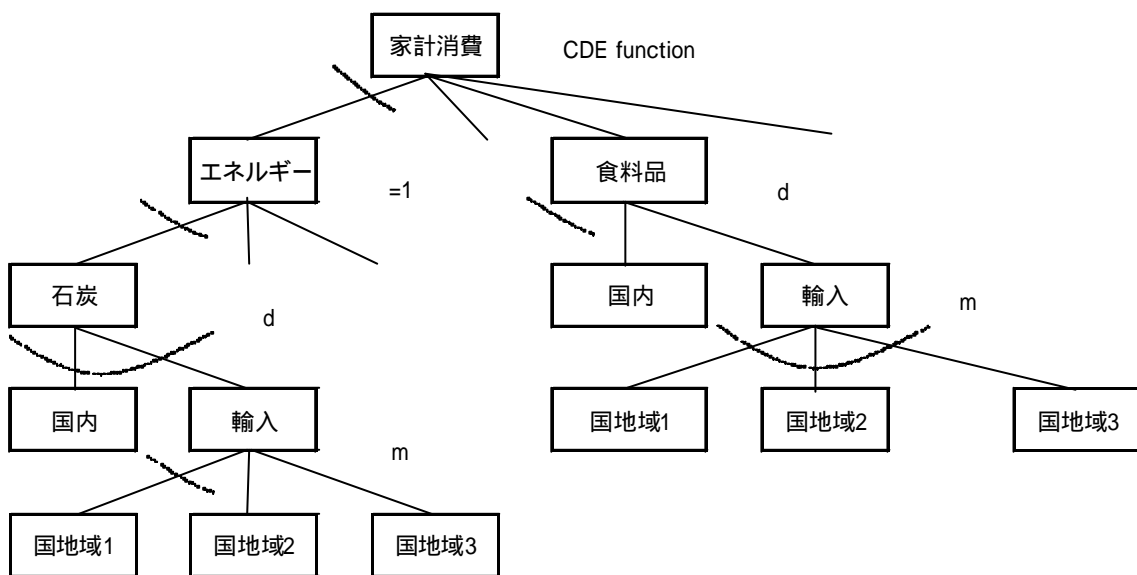 家計消費
CDE function
エネルギー
=1
食料品
d
石炭
d
国内
輸入
m
国内
輸入
m
国地域1
国地域2
国地域3
国地域1
国地域2
国地域3